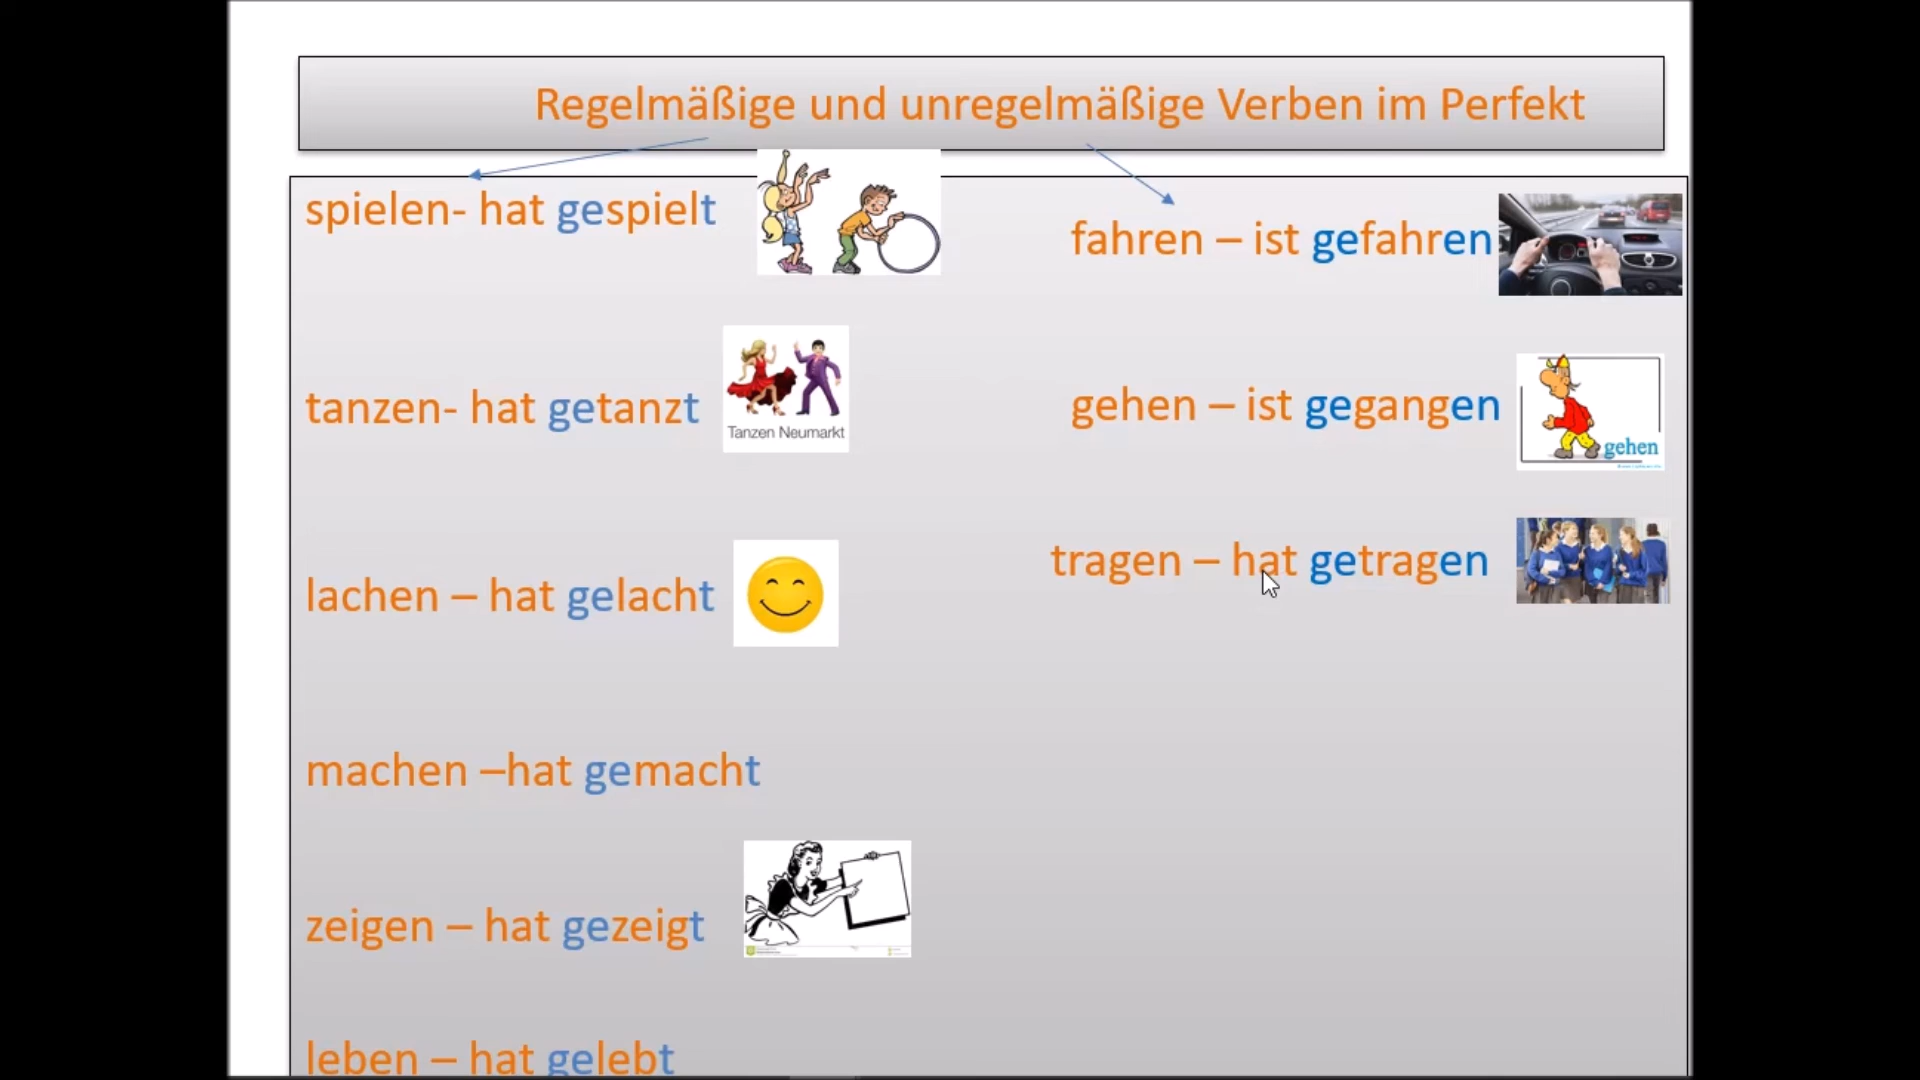 Regelmäßige und unregelmäßige Verben im Perfekt
spielen- hat gespielt
tanzen- hat getanzt
Tanzen Neumarkt
lachen – hat gelacht
machen –hat gemacht
zeigen – hat gezeigt
leben – hat gelebt
fahren – ist gefahren
gehen – ist gegangen
gehen
tragen – hat getragen